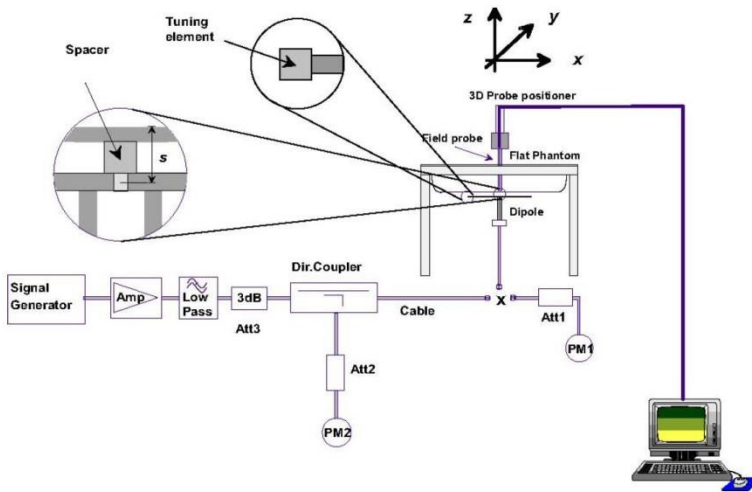 Tuning
element
Spacer
s
z
y
x
3D Probe positioner
Field probe
Flat Phantom
Dipole
Dir.Coupler
Signal
Generator
Amp
Low
Pass
3dB
Att3
Cable
x
Att1
PM1
Att2
PM2